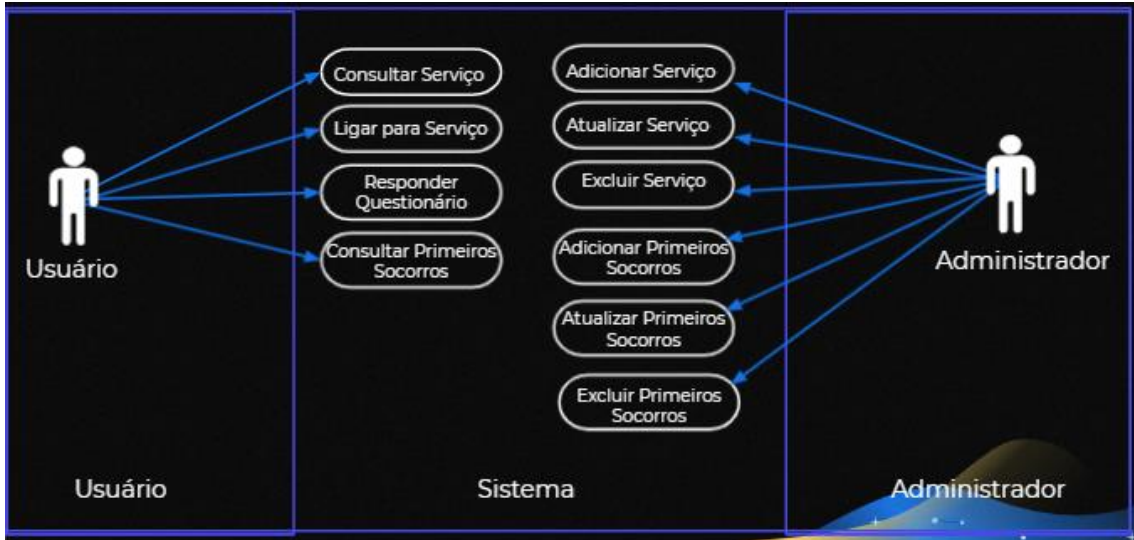 Consultar Serviço
Ligar para Serviço
Responder
Questionário
Consultar Primeiros
Socorros
Adicionar Serviço
Atualizar Serviço
Excluir Serviço
Adicionar Primeiros
Socorros
Atualizar Primeiros
Socorros
Excluir Primeiros
Socorros
Usuário
Administrador
Usuário
Sistema
Administrador